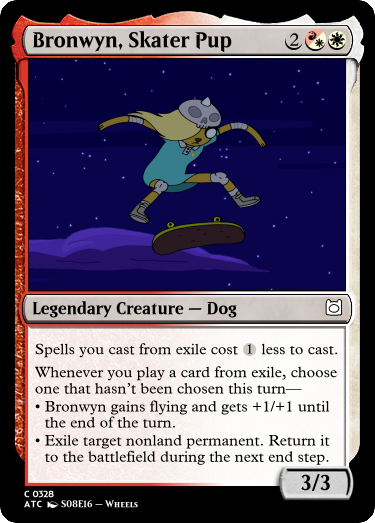 Bronwyn, Skater Pup 2
Legendary Creature — Dog
Spells you cast from exile cost 1 less to cast.
Whenever you play a card from exile, choose
one that hasn't been chosen this turn—
• Bronwyn gains flying and gets +1/+1 until
the end of the turn.
• Exile target nonland permanent. Return it
to the battlefield during the next end step.
3/3
C 0328
ATC S08E16 — Wheels